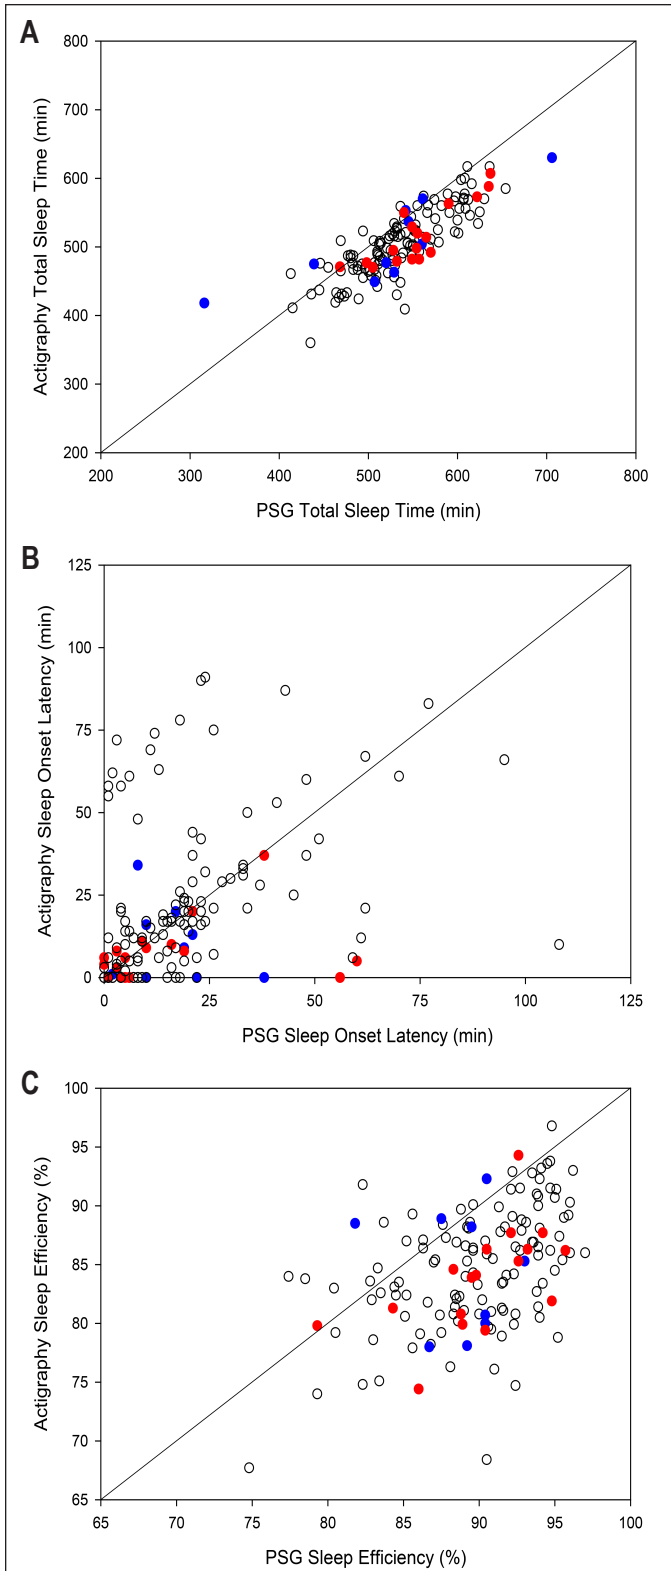 A
800
700
600
500
400
300
200
200 300 400 500 600 700 800
Actigraphy Total Sleep Time (min)
PSG Total Sleep Time (min)
B
125
100
75
50
25
0
0 25 50 75 100 125
Actigraphy Sleep Onset Latency (min)
PSG Sleep Onset Latency (min)
C
100
95
90
85
80
75
70
65
65 70 75 80 85 90 95 100
Actigraphy Sleep Efficiency (%)
PSG Sleep Efficiency (%)